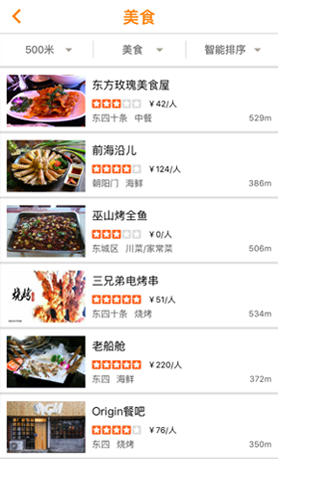 美食
500米 美食 智能排序
东方玫瑰美食屋
¥42/人
东四十条 中餐 529m
前海沿儿
¥124/人
朝阳门 海鲜 386m
巫山烤全鱼
¥0/人
东城区 川菜/家常菜 506m
三兄弟电烤串
¥51/人
东四十条 烧烤 534m
烧烤
老船舱
¥220/人
东四 海鲜 372m
Origin餐吧
¥76/人
东四 烧烤 350m